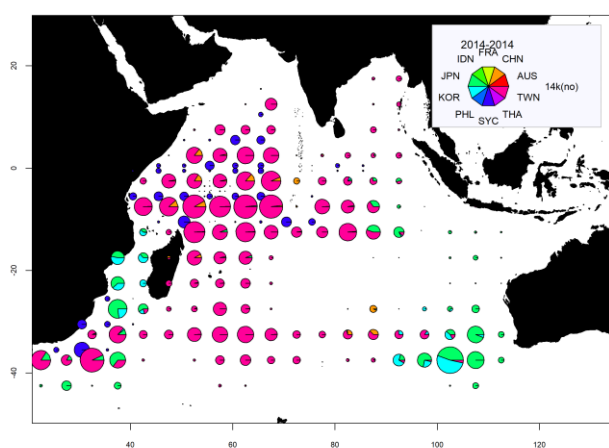 2014-2014
FRA
IDN CHN
JPN AUS
14k(no)
KOR TWN
PHL THA
SYC
20
0
-20
-40
40 60 80 100 120